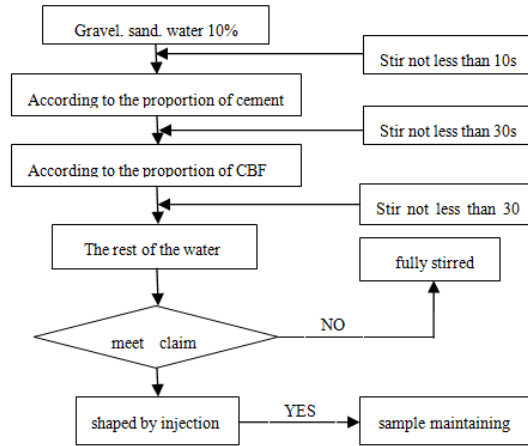 Gravel. sand. water 10%
Stir not less than 10s
According to the proportion of cement
Stir not less than 30s
According to the proportion of CBF
Stir not less than 30
The rest of the water
fully stirred
NO
meet claim
YES
shaped by injection
sample maintaining